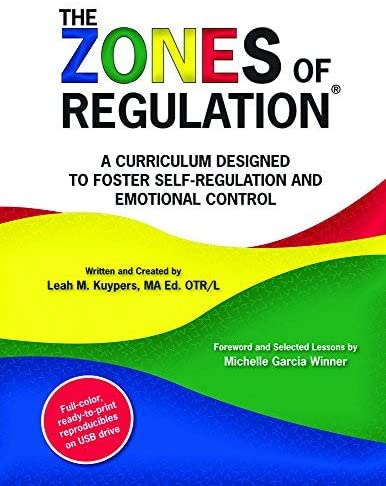 THE
ZONES OF
REGULATION®
A CURRICULUM DESIGNED
TO FOSTER SELF-REGULATION AND
EMOTIONAL CONTROL
Written and Created by
Leah M. Kuypers, MA Ed. OTR/L
Foreword and Selected Lessons by
Michelle Garcia Winner
Full-color,
ready-to-print
reproducibles
on USB drive